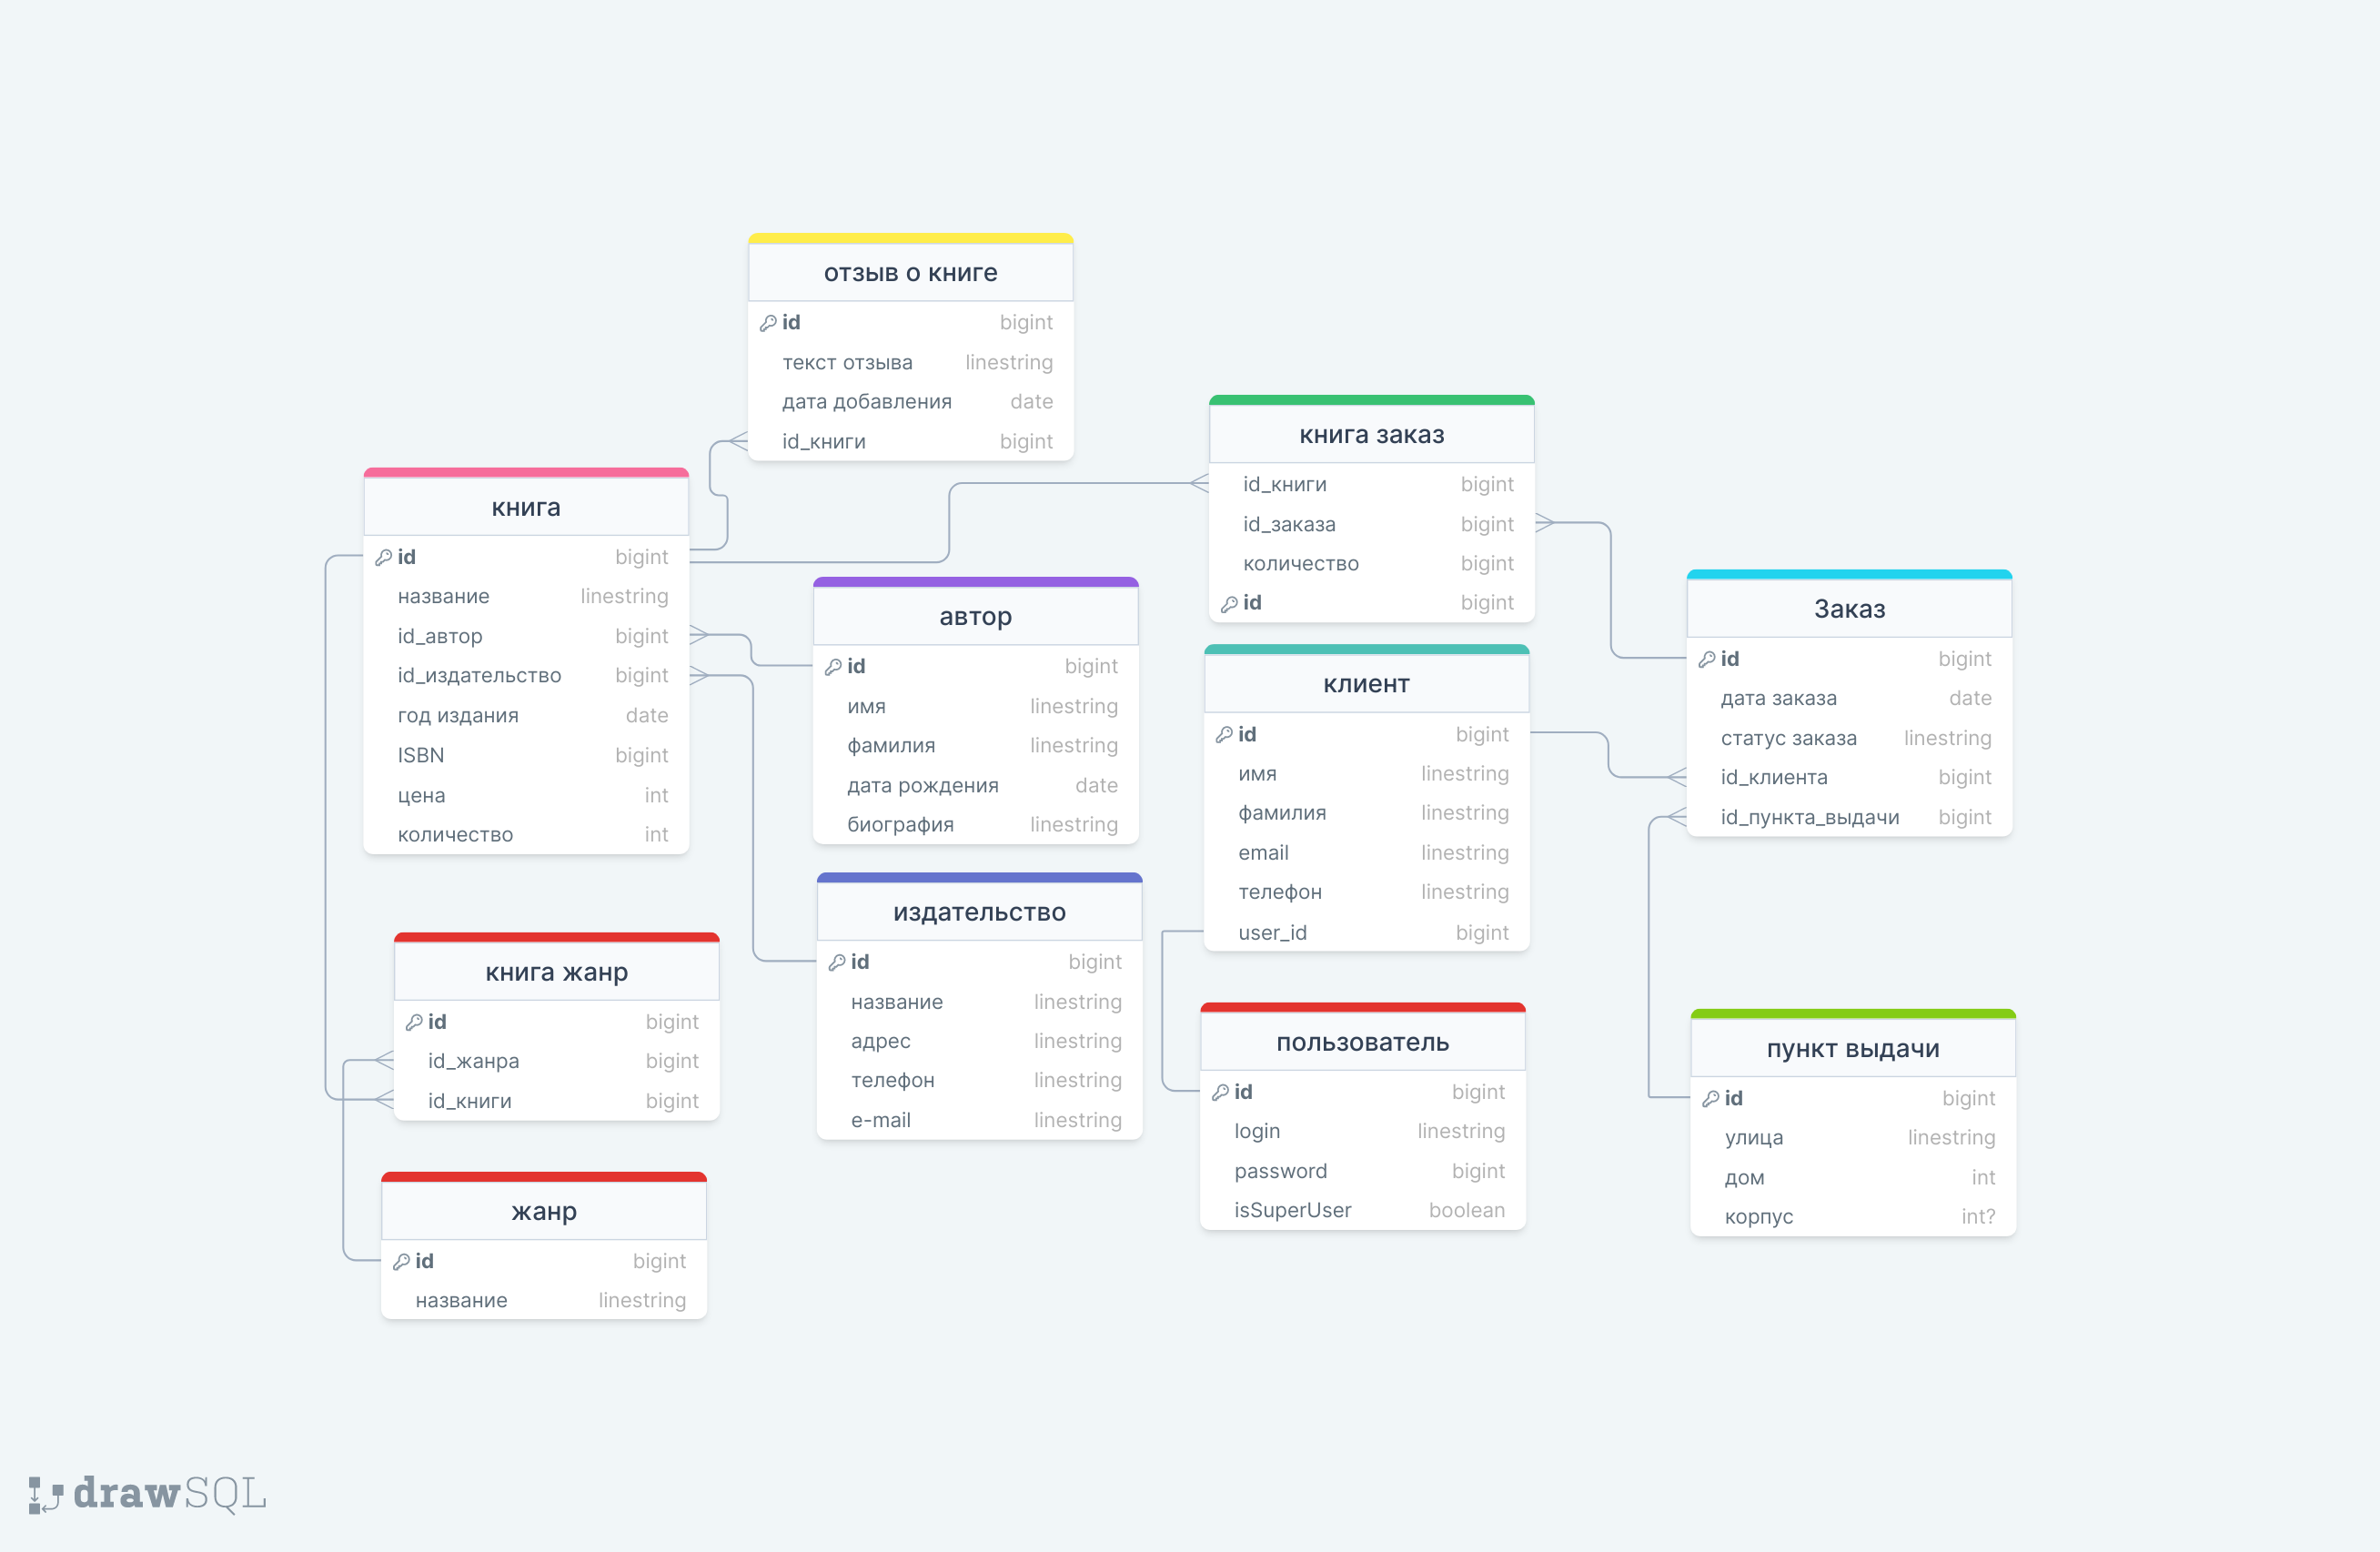 отзыв о книге
id bigint
текст отзыва linestring
дата добавления date
id_книги bigint
книга
id bigint
название linestring
id_автор bigint
id_издательство bigint
год издания date
ISBN bigint
цена int
количество int
книга заказ
id_книги bigint
id_заказа bigint
количество bigint
id bigint
автор
id bigint
имя linestring
фамилия linestring
дата рождения date
биография linestring
Заказ
id bigint
дата заказа date
статус заказа linestring
id_клиента bigint
id_пункта_выдачи bigint
клиент
id bigint
имя linestring
фамилия linestring
email linestring
телефон linestring
user_id bigint
издательство
id bigint
название linestring
адрес linestring
телефон linestring
e-mail linestring
книга жанр
id bigint
id_жанра bigint
id_книги bigint
пользователь
id bigint
login linestring
password bigint
isSuperUser boolean
пункт выдачи
id bigint
улица linestring
дом int
корпус int?
жанр
id bigint
название linestring
drawSQL